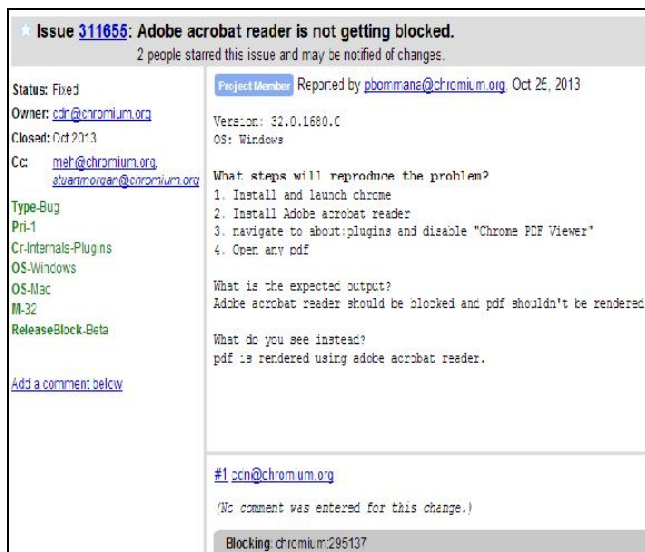 Issue 311655: Adobe acrobat reader is not getting blocked.
2 people starred this issue and may be notified of changes.
Status: Fixed
Owner: cdn@chromium.org
Closed: Oct 2013
Cc: meh@chromium.org,
stuartmorgan@chromium.org
Type-Bug
Pri-1
Cr-Internals-Plugins
OS-Windows
OS-Mac
M-32
ReleaseBlock-Beta
Add a comment below
Project Member Reported by pbommana@chromium.org, Oct 25, 2013
Version: 32.0.1680.0
OS: Windows
What steps will reproduce the problem?
1. Install and launch chrome
2. Install Adobe acrobat reader
3. navigate to about:plugins and disable "Chrome PDF Viewer"
4. Open any pdf
What is the expected output?
Adobe acrobat reader should be blocked and pdf shouldn't be rendered
What do you see instead?
pdf is rendered using adobe acrobat reader.
#1 cdn@chromium.org
(No comment was entered for this change.)
Blocking: chromium:295137